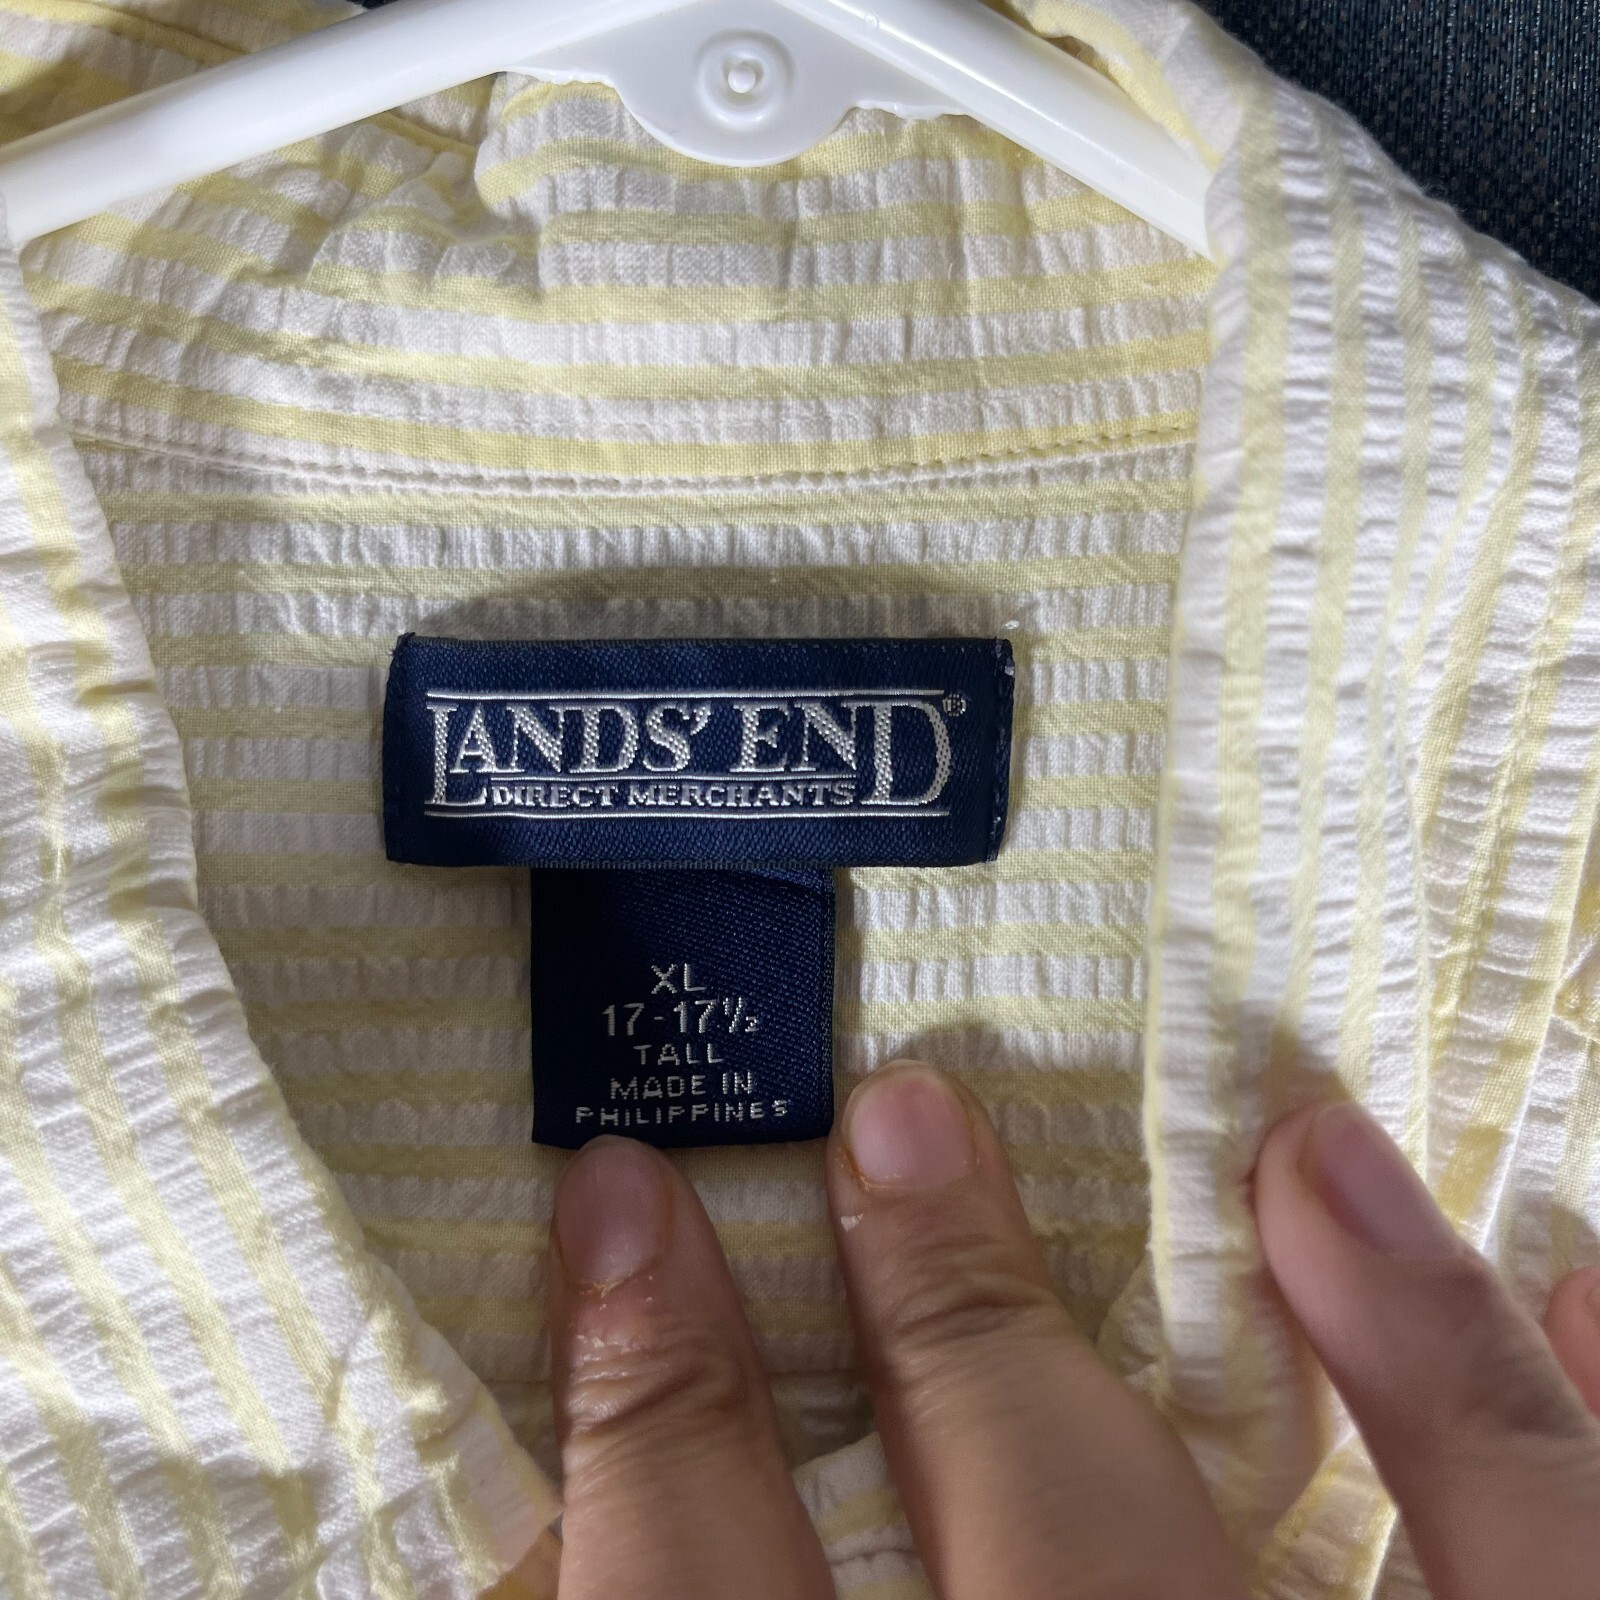 LANDS' END®
DIRECT MERCHANTS
XL
17-17½
TALL
MADE IN
PHILIPPINES